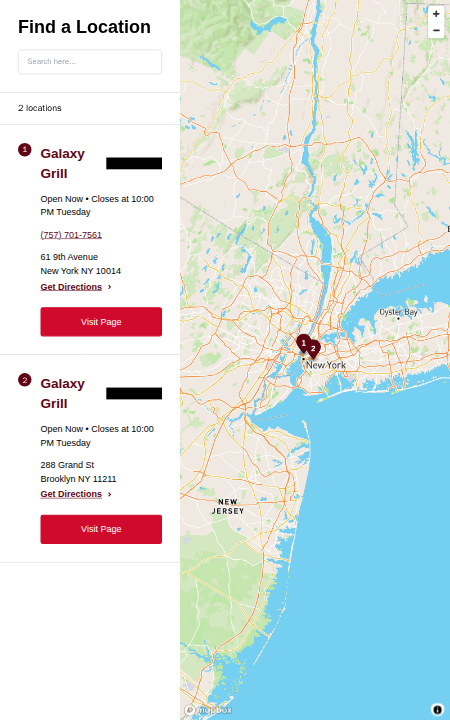 Find a Location
Search here...
2 locations
1
Galaxy
Grill
Open Now • Closes at 10:00
PM Tuesday
(757) 701-7561
61 9th Avenue
New York NY 10014
Get Directions ›
Visit Page
2
Galaxy
Grill
Open Now • Closes at 10:00
PM Tuesday
288 Grand St
Brooklyn NY 11211
Get Directions ›
Visit Page
+
−
Oyster Bay
1
2
New York
NEW
JERSEY
mapbox